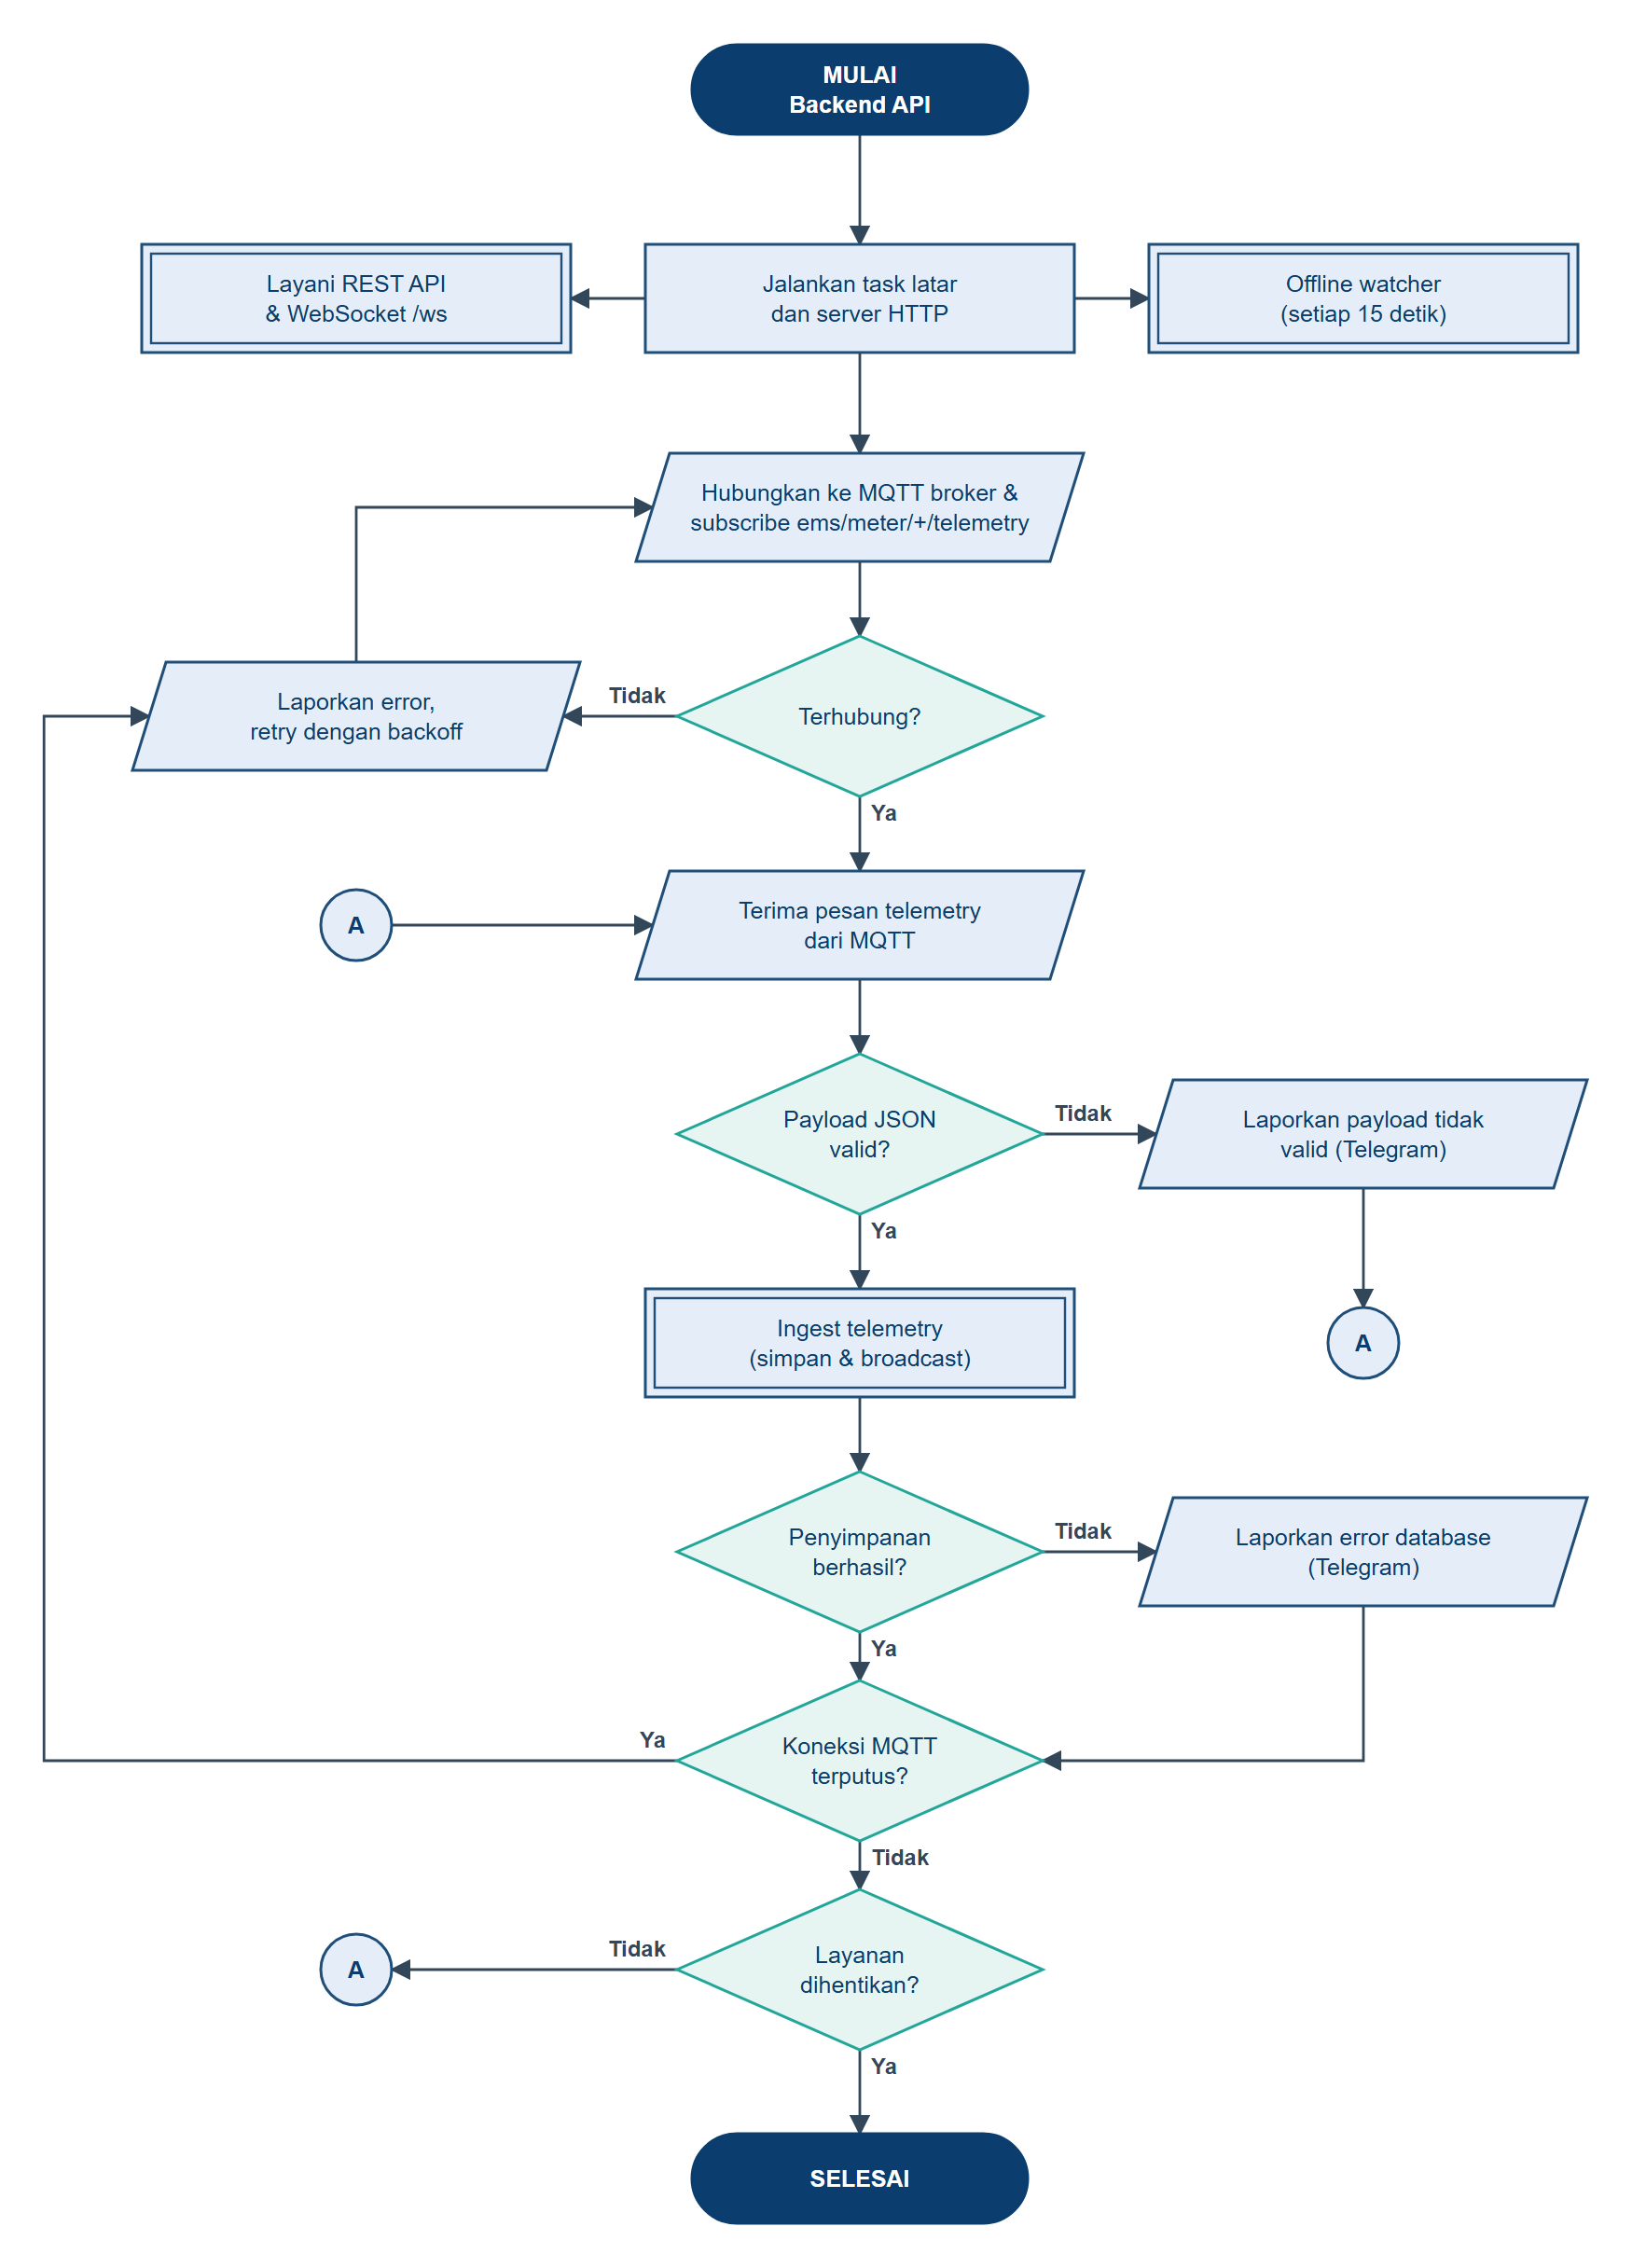 MULAI
Backend API
Layani REST API
& WebSocket /ws
Jalankan task latar
dan server HTTP
Offline watcher
(setiap 15 detik)
Hubungkan ke MQTT broker &
subscribe ems/meter/+/telemetry
Laporkan error,
retry dengan backoff
Tidak
Terhubung?
Ya
A
Terima pesan telemetry
dari MQTT
Payload JSON
valid?
Tidak
Laporkan payload tidak
valid (Telegram)
Ya
Ingest telemetry
(simpan & broadcast)
A
Penyimpanan
berhasil?
Tidak
Laporkan error database
(Telegram)
Ya
Ya
Koneksi MQTT
terputus?
Tidak
A
Tidak
Layanan
dihentikan?
Ya
SELESAI